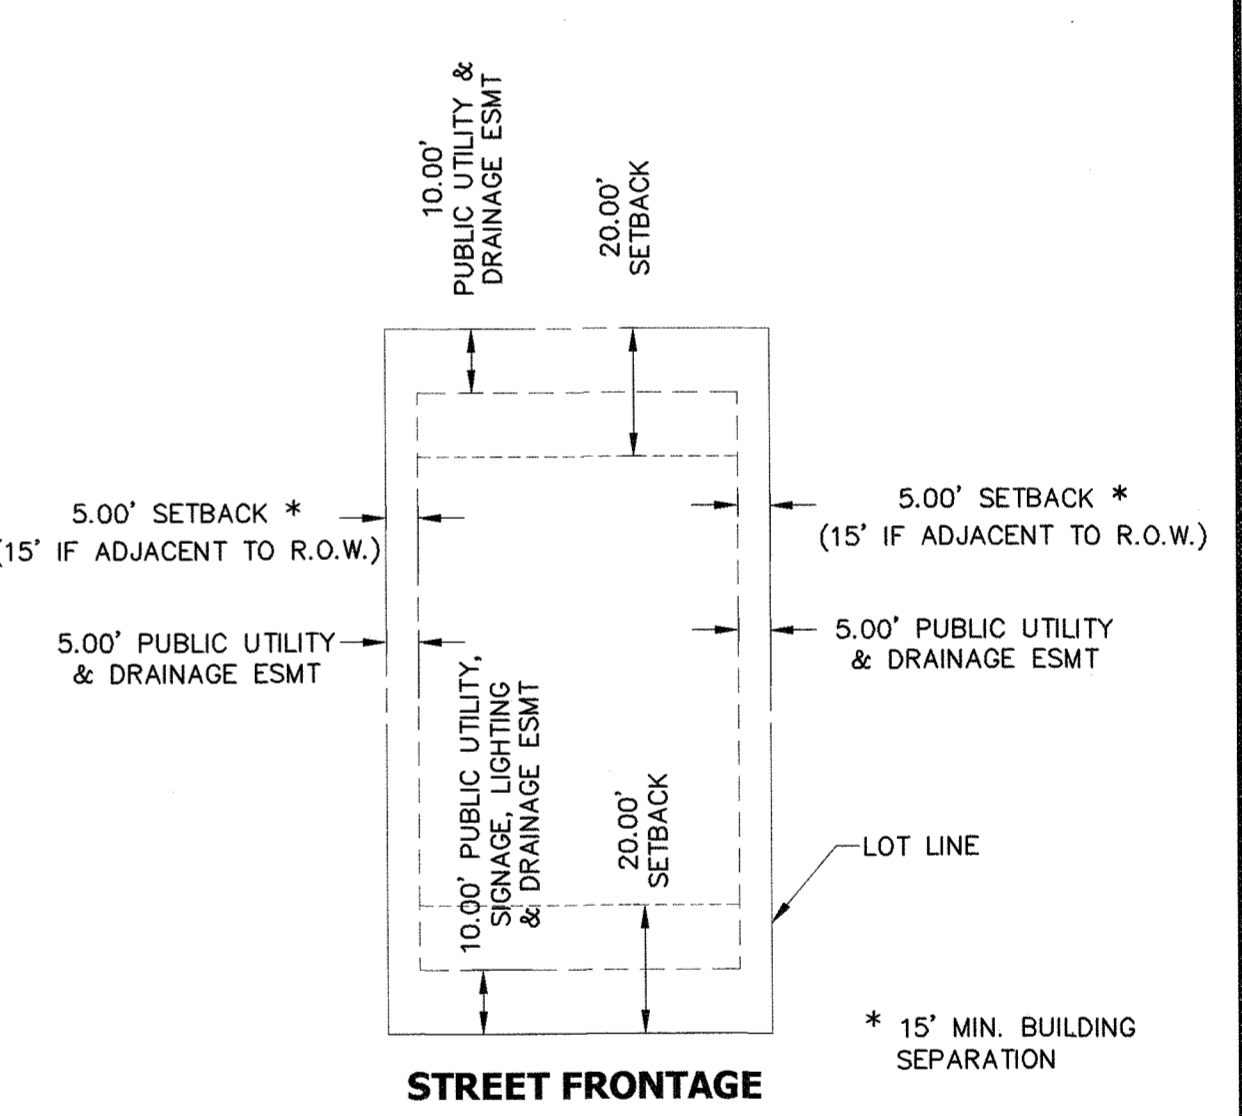 10.00'
PUBLIC UTILITY &
DRAINAGE ESMT
20.00'
SETBACK
5.00' SETBACK *
(15' IF ADJACENT TO R.O.W.)
5.00' SETBACK *
(15' IF ADJACENT TO R.O.W.)
5.00' PUBLIC UTILITY
& DRAINAGE ESMT
5.00' PUBLIC UTILITY
& DRAINAGE ESMT
10.00' PUBLIC UTILITY,
SIGNAGE, LIGHTING
& DRAINAGE ESMT
20.00'
SETBACK
LOT LINE
* 15' MIN. BUILDING
SEPARATION
STREET FRONTAGE